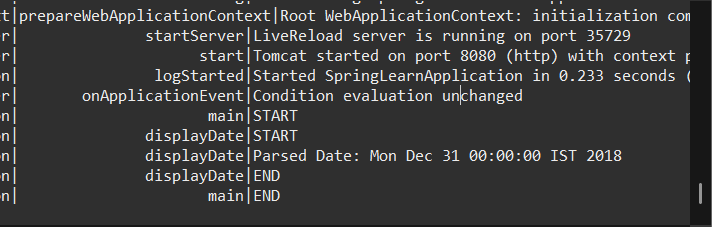 t|prepareWebApplicationContext|Root WebApplicationContext: initialization com
r| startServer|LiveReload server is running on port 35729
r| start|Tomcat started on port 8080 (http) with context p
n| logStarted|Started SpringLearnApplication in 0.233 seconds (
r| onApplicationEvent|Condition evaluation unchanged
n| main|START
n| displayDate|START
n| displayDate|Parsed Date: Mon Dec 31 00:00:00 IST 2018
n| displayDate|END
n| main|END